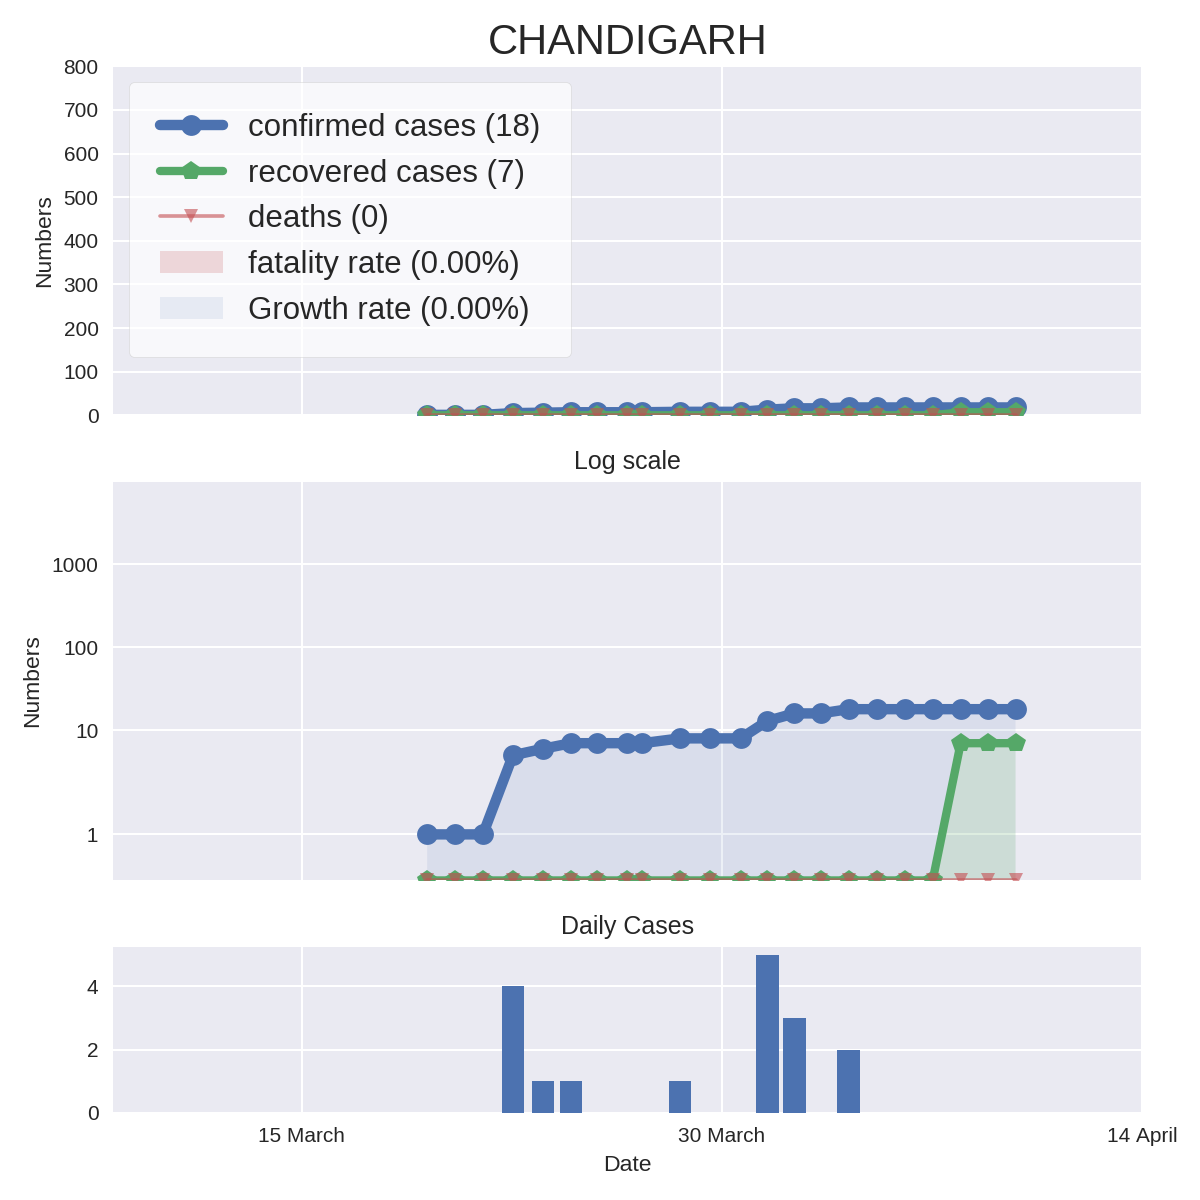 CHANDIGARH
800
700
600
500
400
300
200
100
0
Numbers
confirmed cases (18)
recovered cases (7)
deaths (0)
fatality rate (0.00%)
Growth rate (0.00%)
Log scale
1000
100
10
1
Numbers
Daily Cases
4
2
0
15 March
30 March
14 April
Date